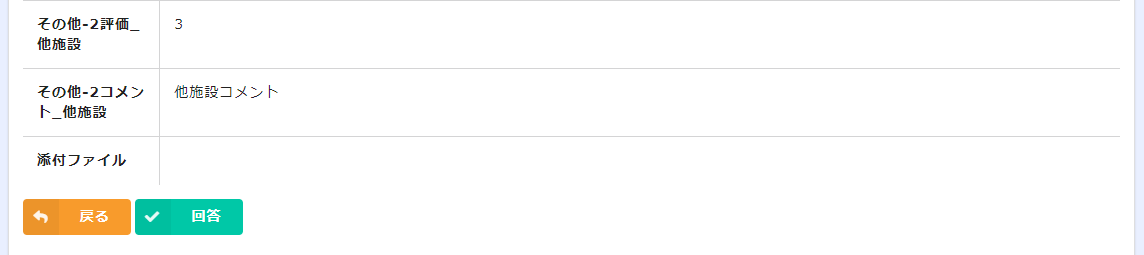 その他-2評価_
他施設
3
その他-2コメン
ト_他施設
他施設コメント
添付ファイル
戻る
回答